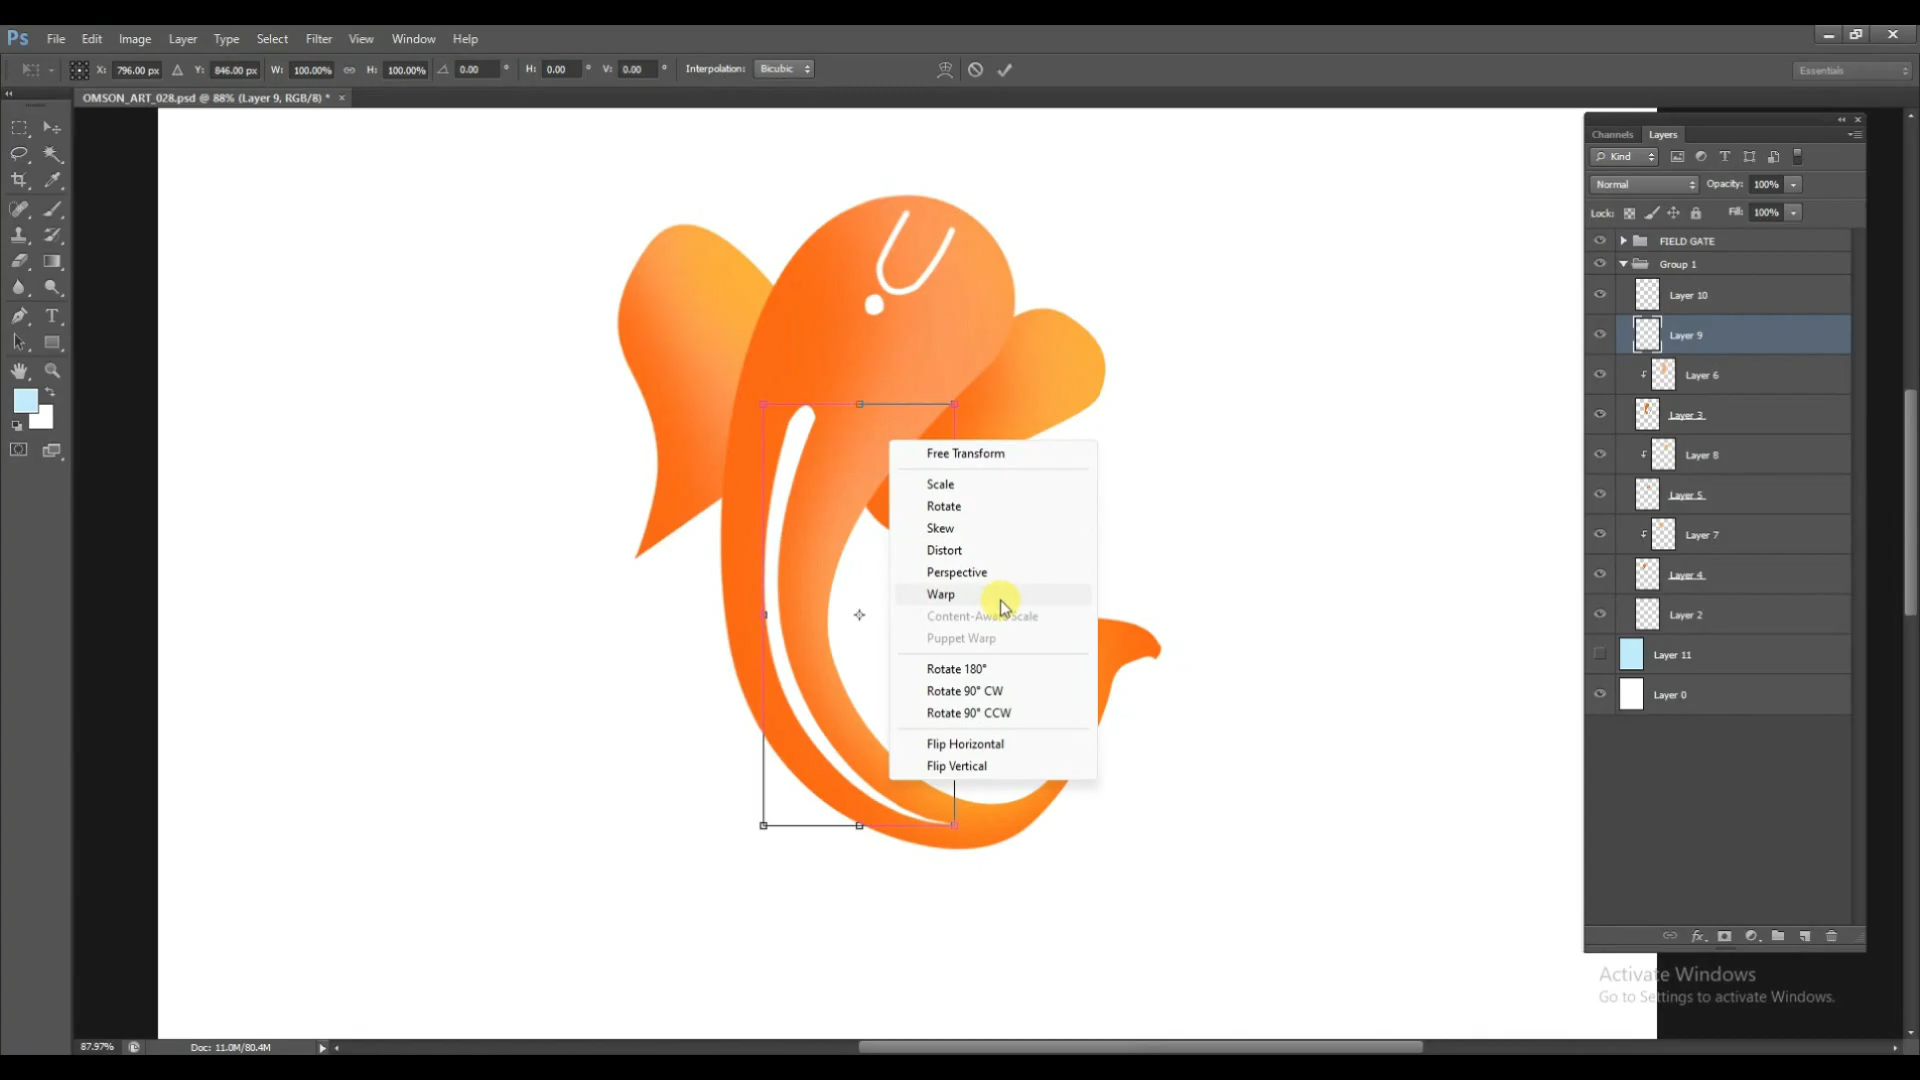 Ps File Edit Image Layer Type Select Filter View Window Help
X: 796.00 px Y: 846.00 px W: 100.00% H: 100.00% 0.00 ° H: 0.00 ° V: 0.00 ° Interpolation: Bicubic
Essentials
OMSON_ART_028.psd @ 88% (Layer 9, RGB/8) * ×
Channels Layers
Kind
Normal Opacity: 100%
Lock: Fill: 100%
FIELD GATE
Group 1
Layer 10
Layer 9
Layer 6
Layer 3
Layer 8
Layer 5
Layer 7
Layer 4
Layer 2
Layer 11
Layer 0
Free Transform
Scale
Rotate
Skew
Distort
Perspective
Warp
Content-Aware Scale
Puppet Warp
Rotate 180°
Rotate 90° CW
Rotate 90° CCW
Flip Horizontal
Flip Vertical
Activate Windows
Go to Settings to activate Windows.
87.97% Doc: 11.0M/80.4M